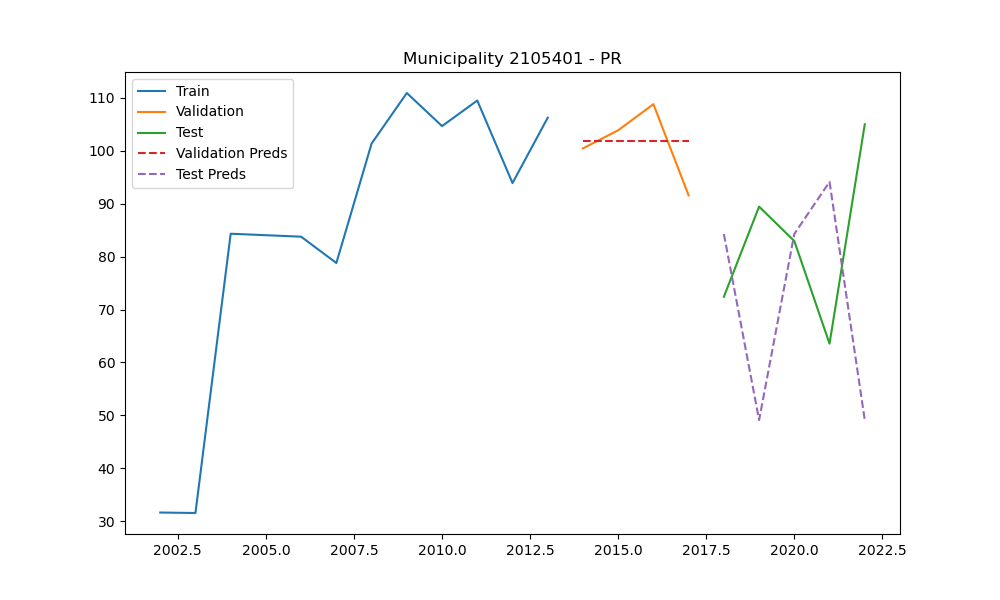 Municipality 2105401 - PR
Train
Validation
Test
Validation Preds
Test Preds
110
100
90
80
70
60
50
40
30
2002.5 2005.0 2007.5 2010.0 2012.5 2015.0 2017.5 2020.0 2022.5